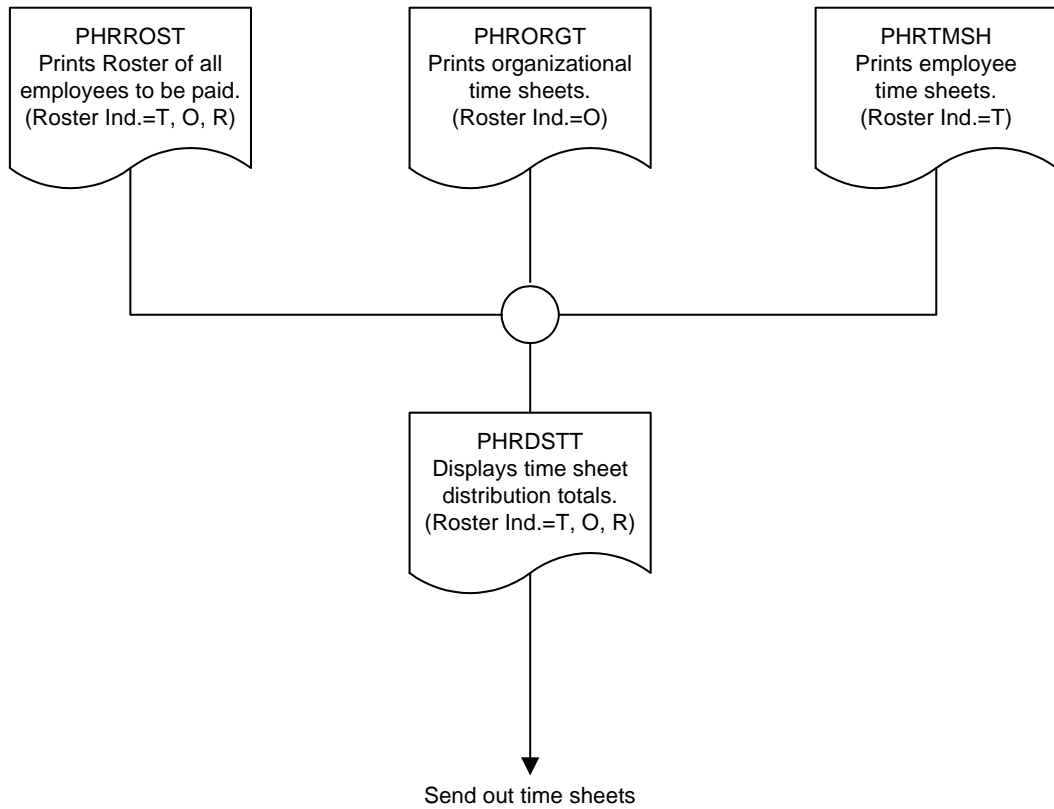 PHRROST
Prints Roster of all
employees to be paid.
(Roster Ind.=T, O, R)
PHRORGT
Prints organizational
time sheets.
(Roster Ind.=O)
PHRTMSH
Prints employee
time sheets.
(Roster Ind.=T)
PHRDSTT
Displays time sheet
distribution totals.
(Roster Ind.=T, O, R)
Send out time sheets